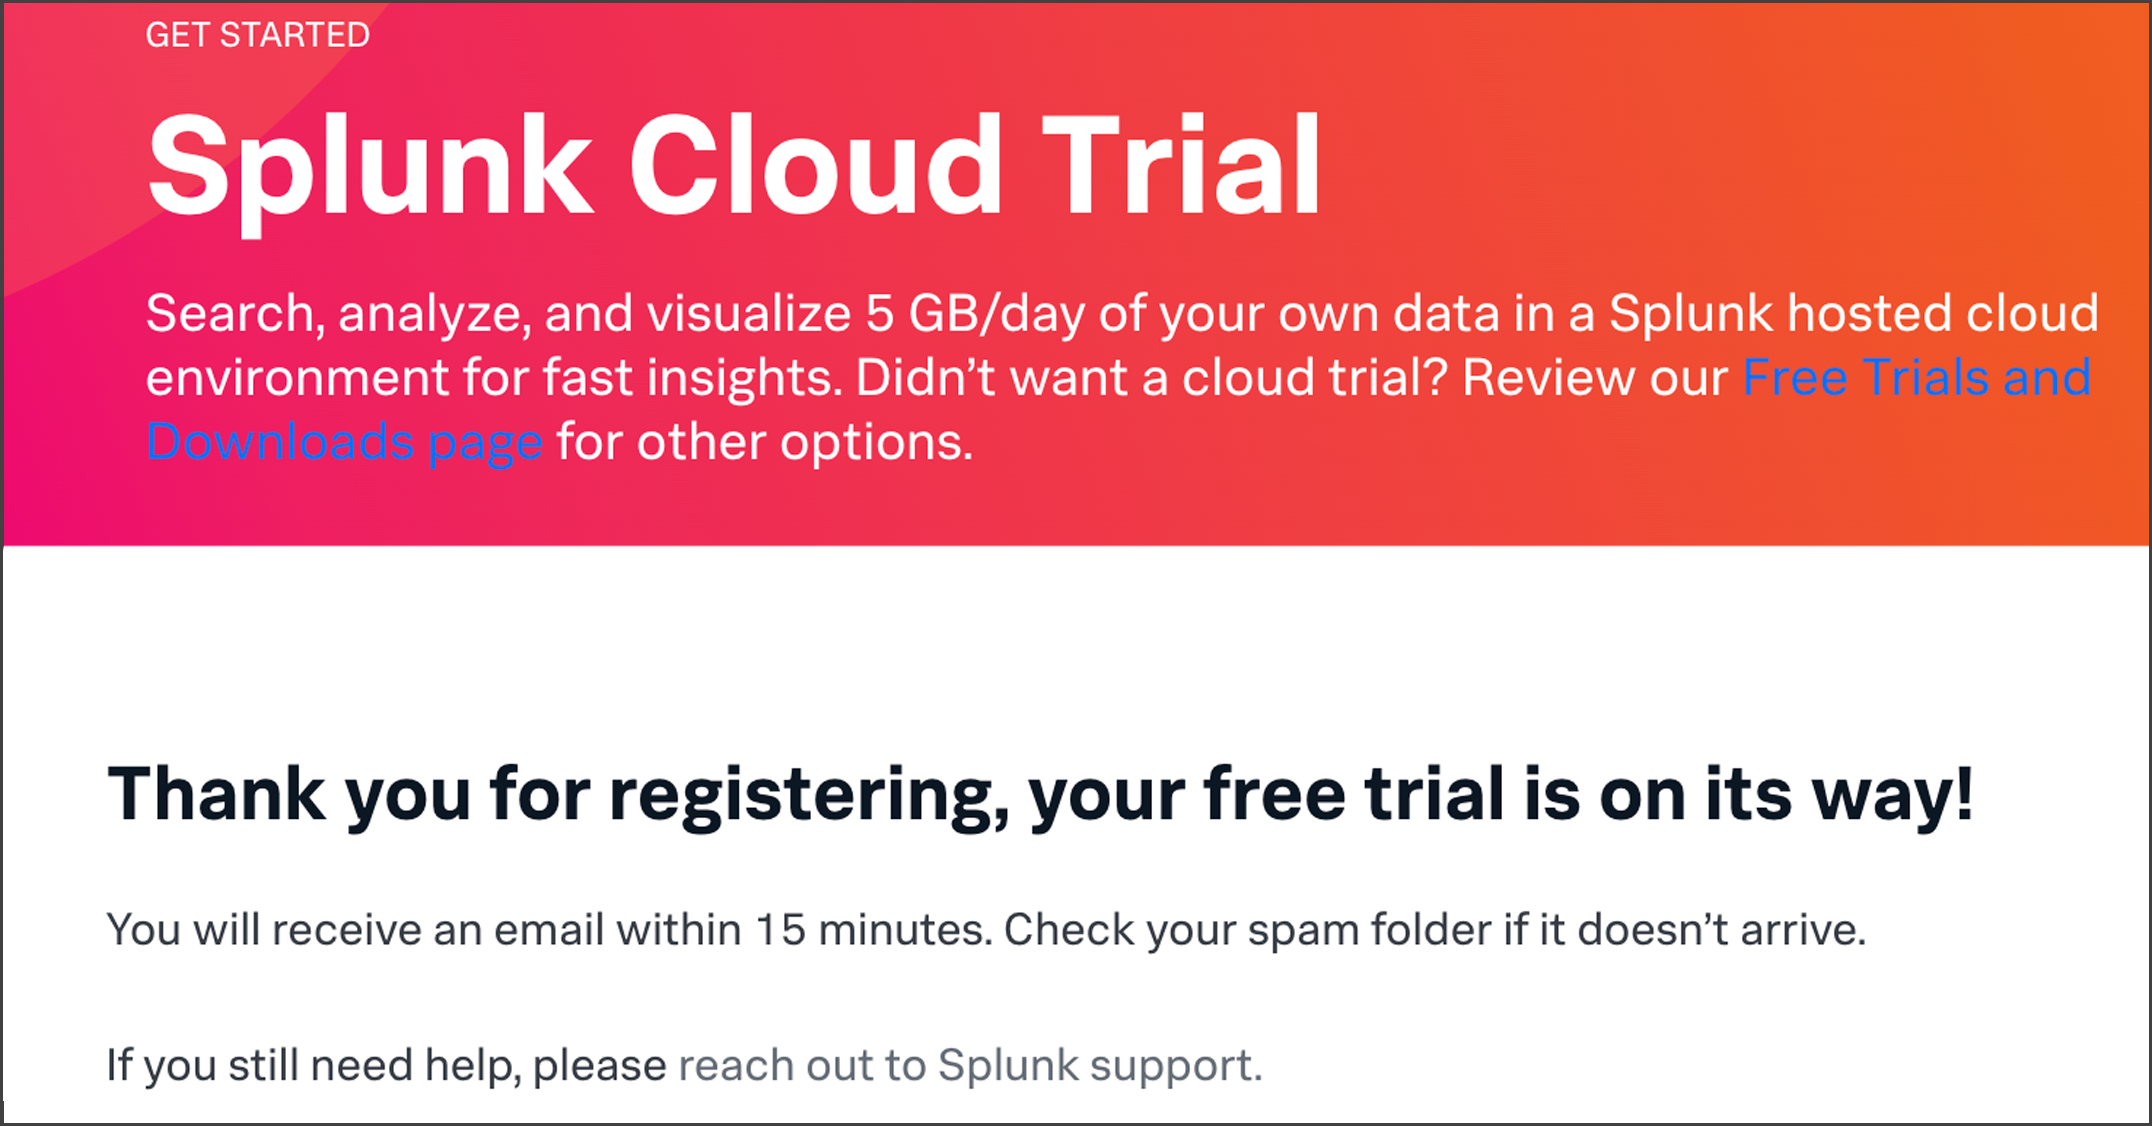 GET STARTED
Splunk Cloud Trial
Search, analyze, and visualize 5 GB/day of your own data in a Splunk hosted cloud
environment for fast insights. Didn’t want a cloud trial? Review our Free Trials and
Downloads page for other options.
Thank you for registering, your free trial is on its way!
You will receive an email within 15 minutes. Check your spam folder if it doesn’t arrive.
If you still need help, please reach out to Splunk support.